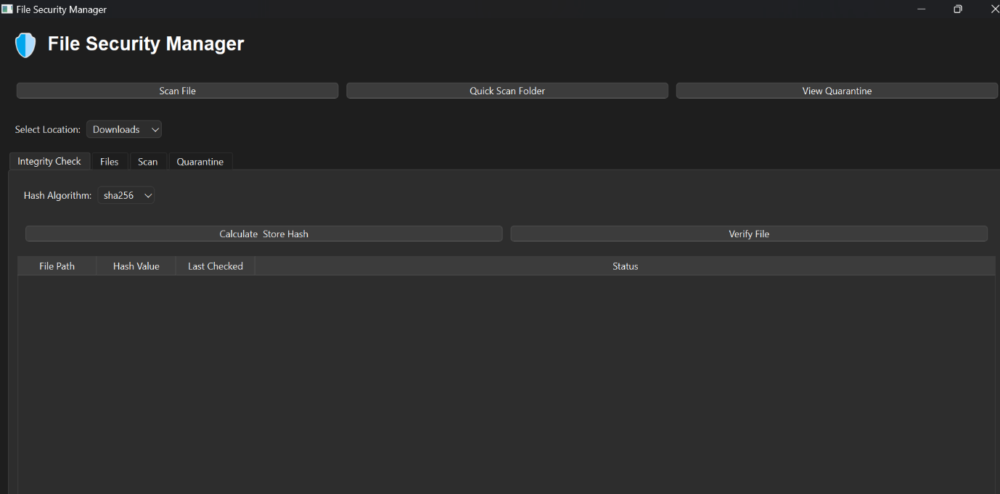 File Security Manager
File Security Manager
Scan File Quick Scan Folder View Quarantine
Select Location: Downloads
Integrity Check Files Scan Quarantine
Hash Algorithm: sha256
Calculate  Store Hash Verify File
File Path Hash Value Last Checked Status